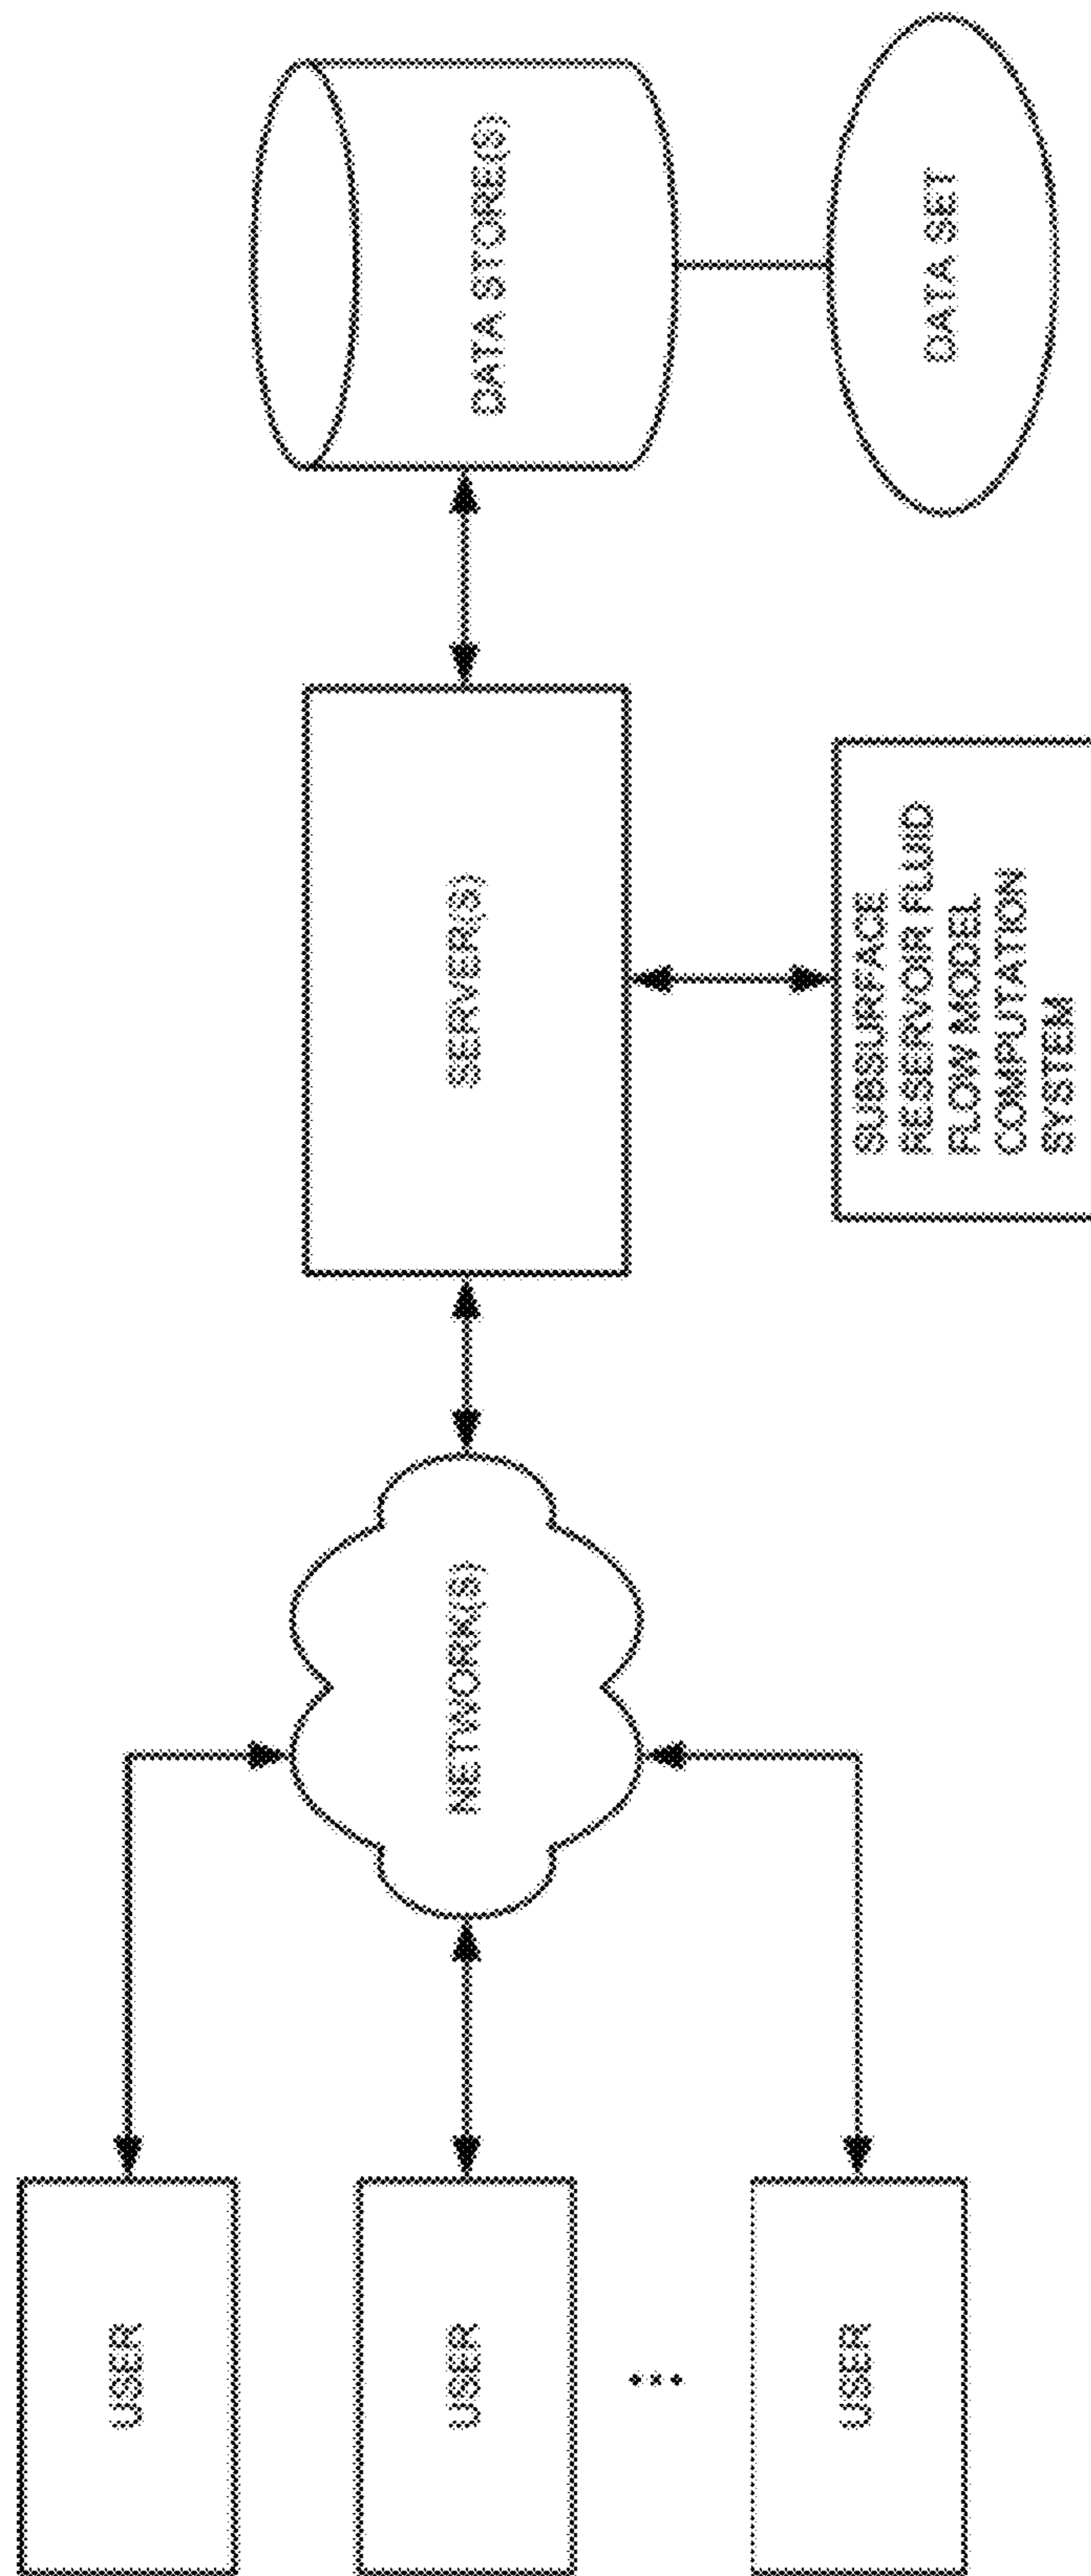 USER
USER
USER
NETWORK(S)
SERVER(S)
SUBSURFACE
RESERVOIR FLUID
FLOW MODEL
COMPUTATION
SYSTEM
DATA STORE(S)
DATA SET